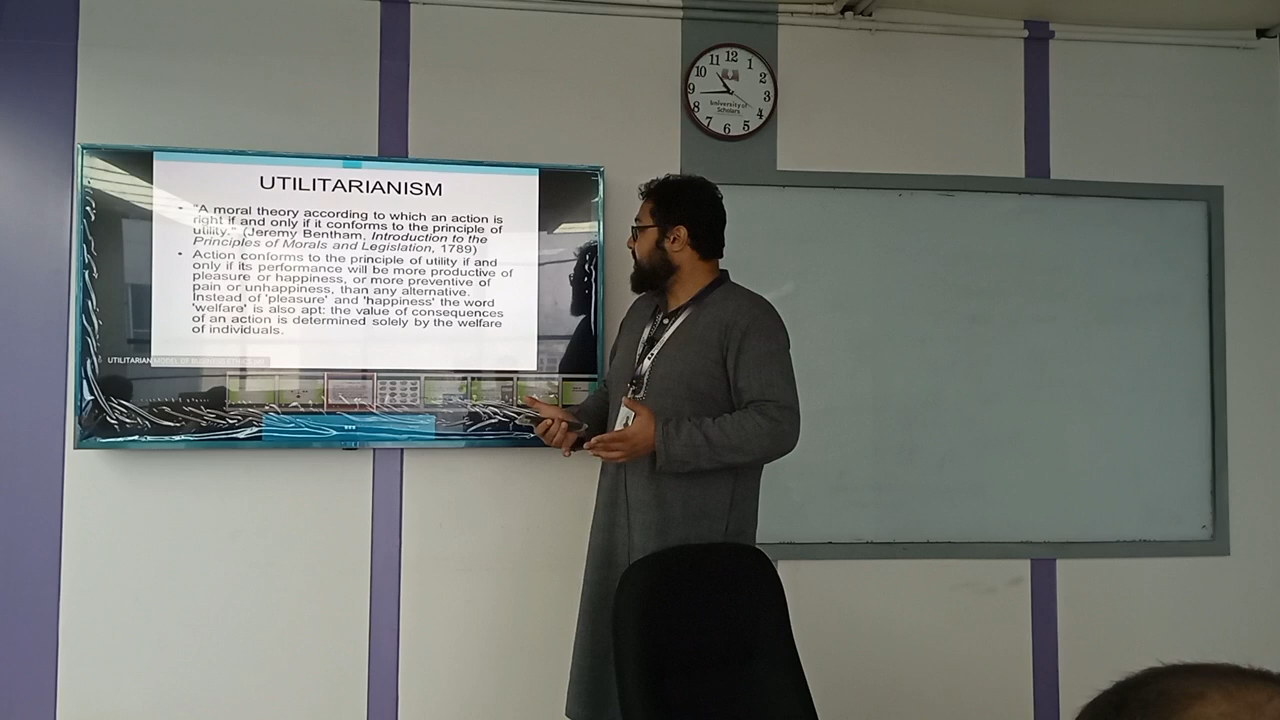 UTILITARIANISM
• "A moral theory according to which an action is
right if and only if it conforms to the principle of
utility." (Jeremy Bentham, Introduction to the
Principles of Morals and Legislation, 1789)
• Action conforms to the principle of utility if and
only if its performance will be more productive of
pleasure or happiness, or more preventive of
pain or unhappiness, than any alternative.
Instead of 'pleasure' and 'happiness' the word
'welfare' is also apt: the value of consequences
of an action is determined solely by the welfare
of individuals.
UTILITARIAN MODEL OF BUSINESS ETHICS
12
11 1
10 2
9 3
University of
Scholars
8 4
7 5
6